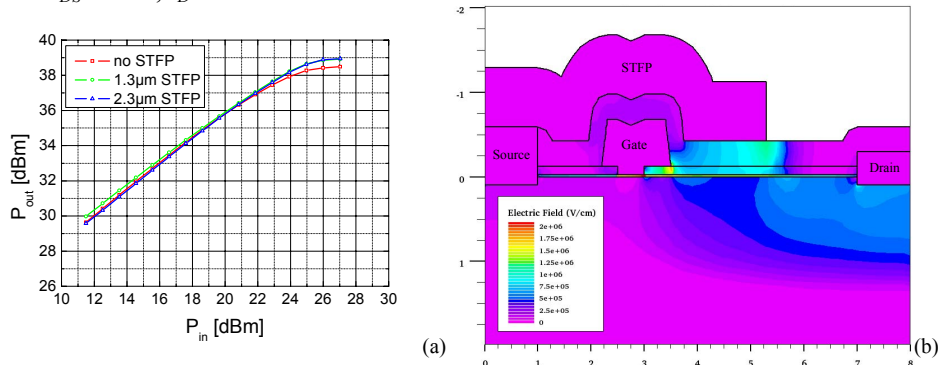 40
38
36
34
32
30
28
26
P_out [dBm]
no STFP
1.3μm STFP
2.3μm STFP
10 12 14 16 18 20 22 24 26 28 30
P_in [dBm]
(a)
-2
-1
0
1
STFP
Gate
Source
Drain
Electric Field (V/cm)
2e+06
1.75e+06
1.5e+06
1.25e+06
1e+06
7.5e+05
5e+05
2.5e+05
0
0 1 2 3 4 5 6 7 8
(b)